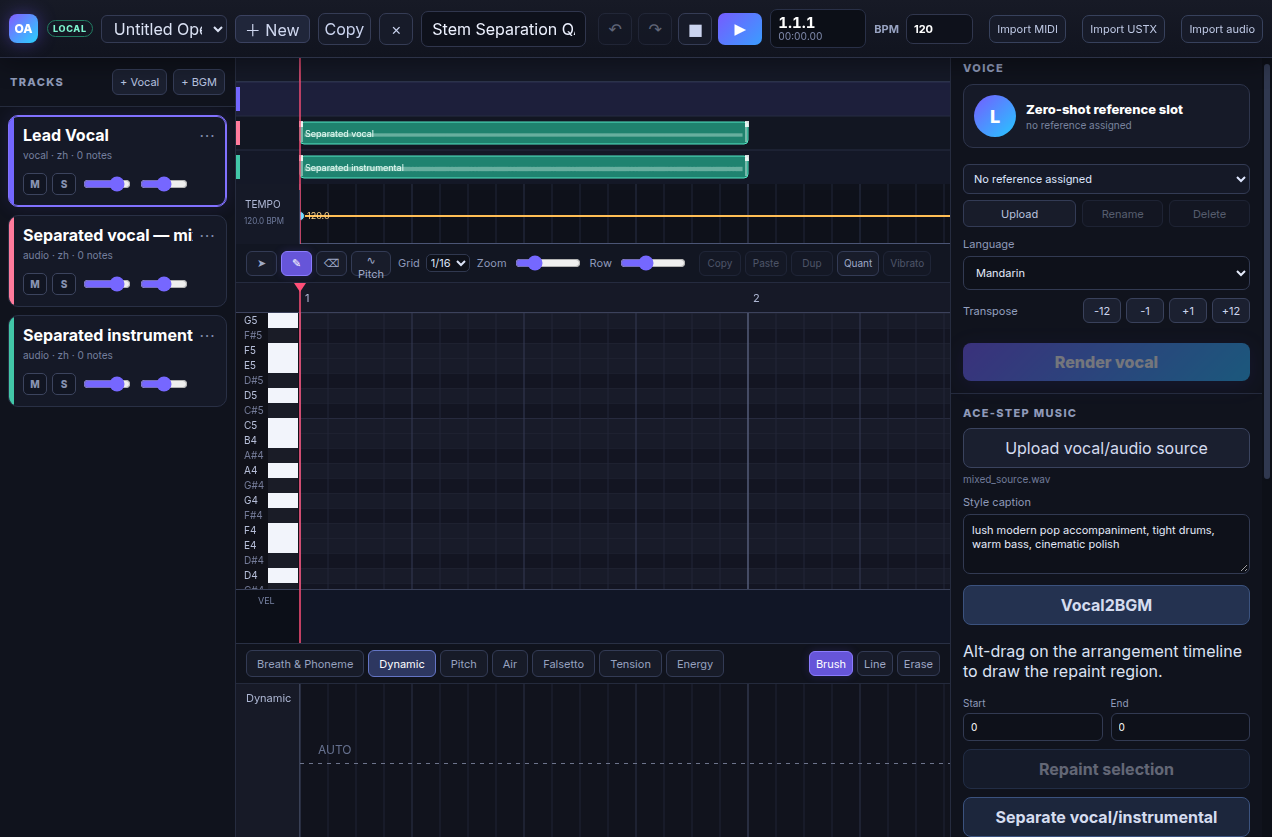 OA LOCAL Untitled Ope + New Copy × Stem Separation Q 1.1.1 00:00.00 BPM 120 Import MIDI Import USTX Import audio
TRACKS + Vocal + BGM
Lead Vocal ...
vocal · zh · 0 notes
M S
Separated vocal — mi ...
audio · zh · 0 notes
M S
Separated instrument ...
audio · zh · 0 notes
M S
Separated vocal
Separated instrumental
TEMPO
120.0 BPM
120.0
Pitch Grid 1/16 Zoom Row Copy Paste Dup Quant Vibrato
1 2
G5
F#5
F5
E5
D#5
D5
C#5
C5
B4
A#4
A4
G#4
G4
F#4
F4
E4
D#4
D4
C#4
VEL
Breath & Phoneme Dynamic Pitch Air Falsetto Tension Energy Brush Line Erase
Dynamic
AUTO
VOICE
L
Zero-shot reference slot
no reference assigned
No reference assigned
Upload Rename Delete
Language
Mandarin
Transpose -12 -1 +1 +12
Render vocal
ACE-STEP MUSIC
Upload vocal/audio source
mixed_source.wav
Style caption
lush modern pop accompaniment, tight drums,
warm bass, cinematic polish
Vocal2BGM
Alt-drag on the arrangement timeline
to draw the repaint region.
Start End
0 0
Repaint selection
Separate vocal/instrumental